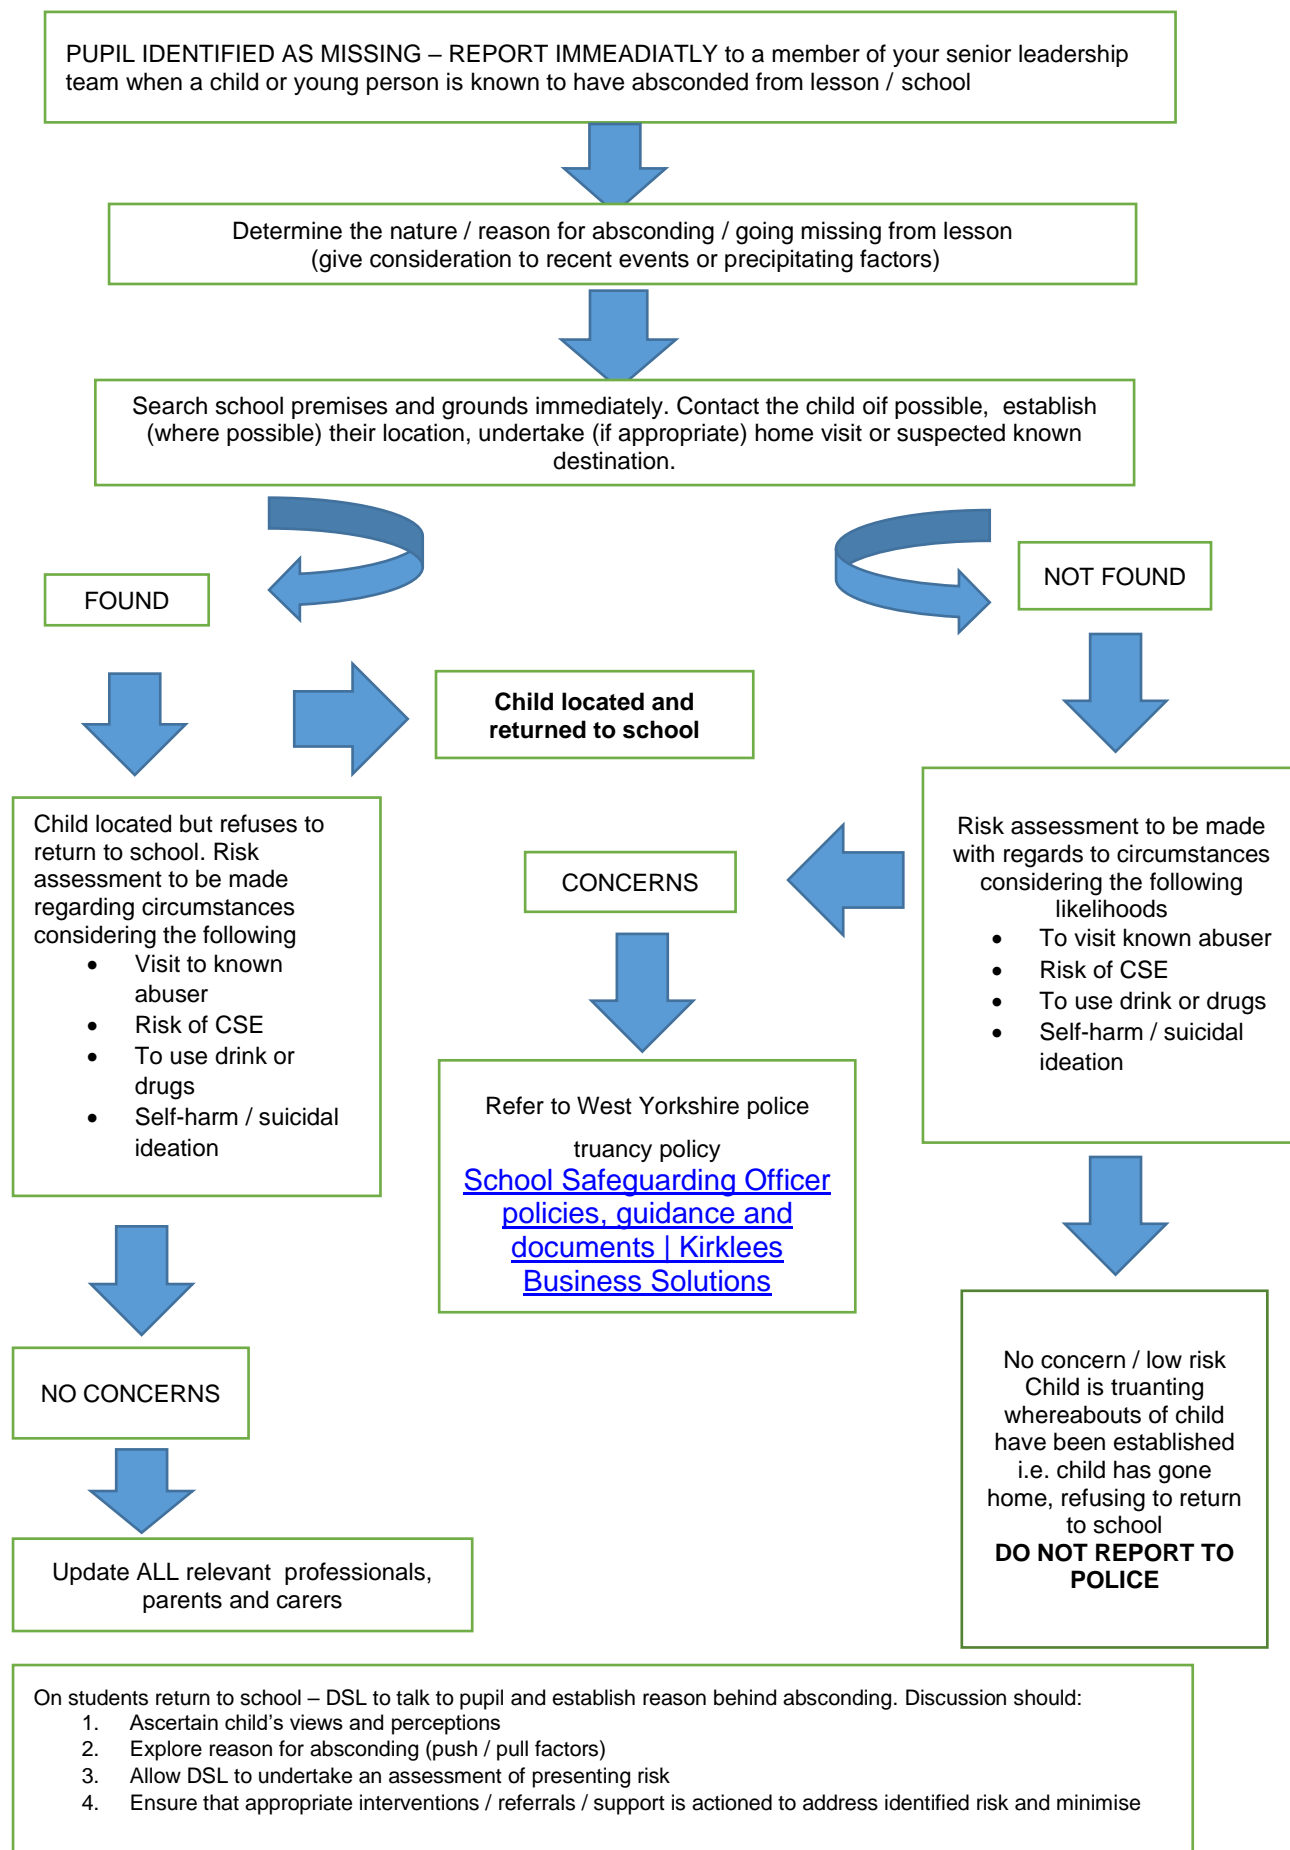 PUPIL IDENTIFIED AS MISSING – REPORT IMMEADIATLY to a member of your senior leadership
team when a child or young person is known to have absconded from lesson / school
Determine the nature / reason for absconding / going missing from lesson
(give consideration to recent events or precipitating factors)
Search school premises and grounds immediately. Contact the child oif possible,  establish
(where possible) their location, undertake (if appropriate) home visit or suspected known
destination.
FOUND
NOT FOUND
Child located and
returned to school
Child located but refuses to
return to school. Risk
assessment to be made
regarding circumstances
considering the following
• Visit to known
abuser
• Risk of CSE
• To use drink or
drugs
• Self-harm / suicidal
ideation
CONCERNS
Risk assessment to be made
with regards to circumstances
considering the following
likelihoods
• To visit known abuser
• Risk of CSE
• To use drink or drugs
• Self-harm / suicidal
ideation
Refer to West Yorkshire police
truancy policy
School Safeguarding Officer
policies, guidance and
documents | Kirklees
Business Solutions
NO CONCERNS
No concern / low risk
Child is truanting
whereabouts of child
have been established
i.e. child has gone
home, refusing to return
to school
DO NOT REPORT TO
POLICE
Update ALL relevant  professionals,
parents and carers
On students return to school – DSL to talk to pupil and establish reason behind absconding. Discussion should:
1. Ascertain child’s views and perceptions
2. Explore reason for absconding (push / pull factors)
3. Allow DSL to undertake an assessment of presenting risk
4. Ensure that appropriate interventions / referrals / support is actioned to address identified risk and minimise